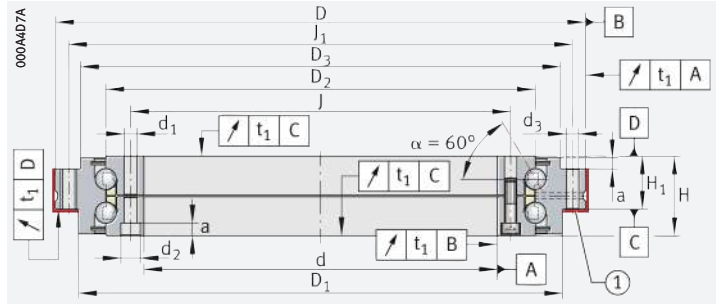 000A4D7A
D
B
J1
D3
t1 A
D2
J
d1
d3
D
t1 C
α = 60°
t1 D
t1 C
a
H1
H
a
d2
t1 B
C
d
A
1
D1